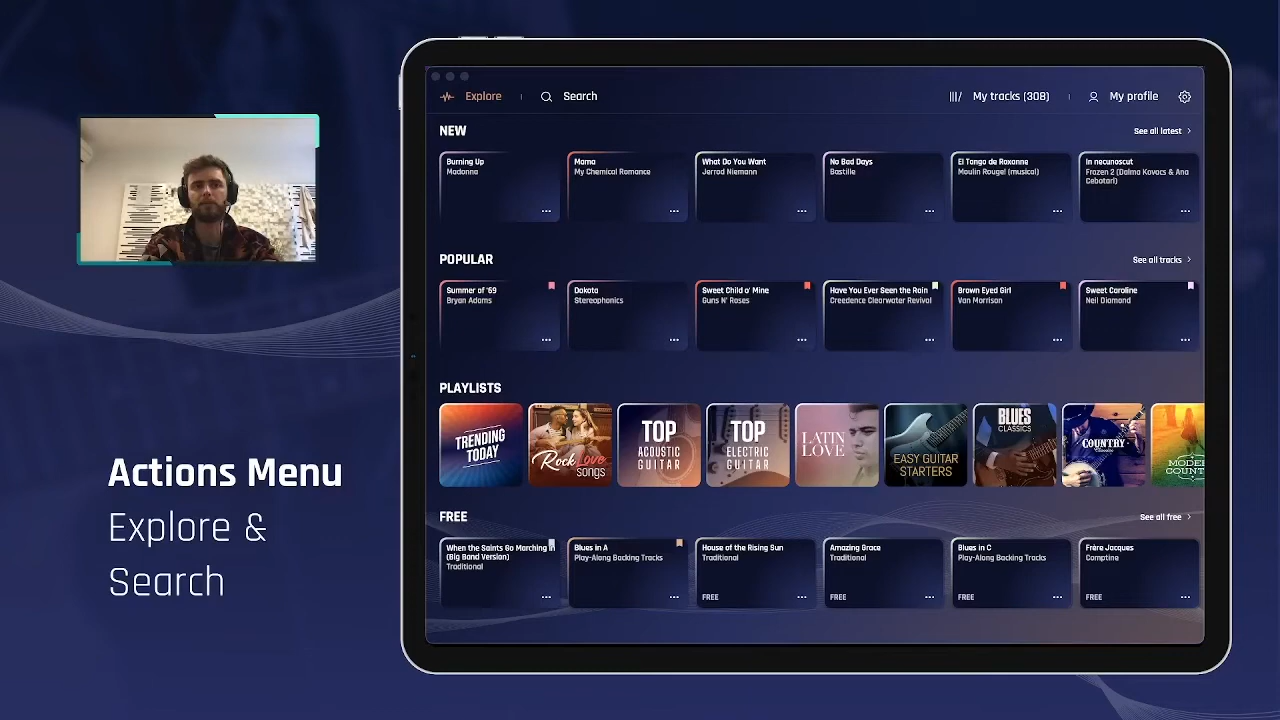 Explore
Search
My tracks (308)
My profile
NEW
See all latest
Burning Up
Madonna
Mama
My Chemical Romance
What Do You Want
Jerrod Niemann
No Bad Days
Bastille
El Tango de Roxanne
Moulin Rouge! (musical)
In necunoscut
Frozen 2 (Dalma Kovacs & Ana
Cebotari)
POPULAR
See all tracks
Summer of '69
Bryan Adams
Dakota
Stereophonics
Sweet Child o' Mine
Guns N' Roses
Have You Ever Seen the Rain
Creedence Clearwater Revival
Brown Eyed Girl
Van Morrison
Sweet Caroline
Neil Diamond
PLAYLISTS
TRENDING
TODAY
Rock Love
songs
TOP
ACOUSTIC
GUITAR
TOP
ELECTRIC
GUITAR
LATIN
LOVE
EASY GUITAR
STARTERS
BLUES
CLASSICS
COUNTRY
Classics
MODER
COUNT
FREE
See all free
When the Saints Go Marching in
(Big Band Version)
Traditional
Blues in A
Play-Along Backing Tracks
House of the Rising Sun
Traditional
FREE
Amazing Grace
Traditional
FREE
Blues in C
Play-Along Backing Tracks
FREE
Frère Jacques
Comptine
FREE
Actions Menu
Explore &
Search